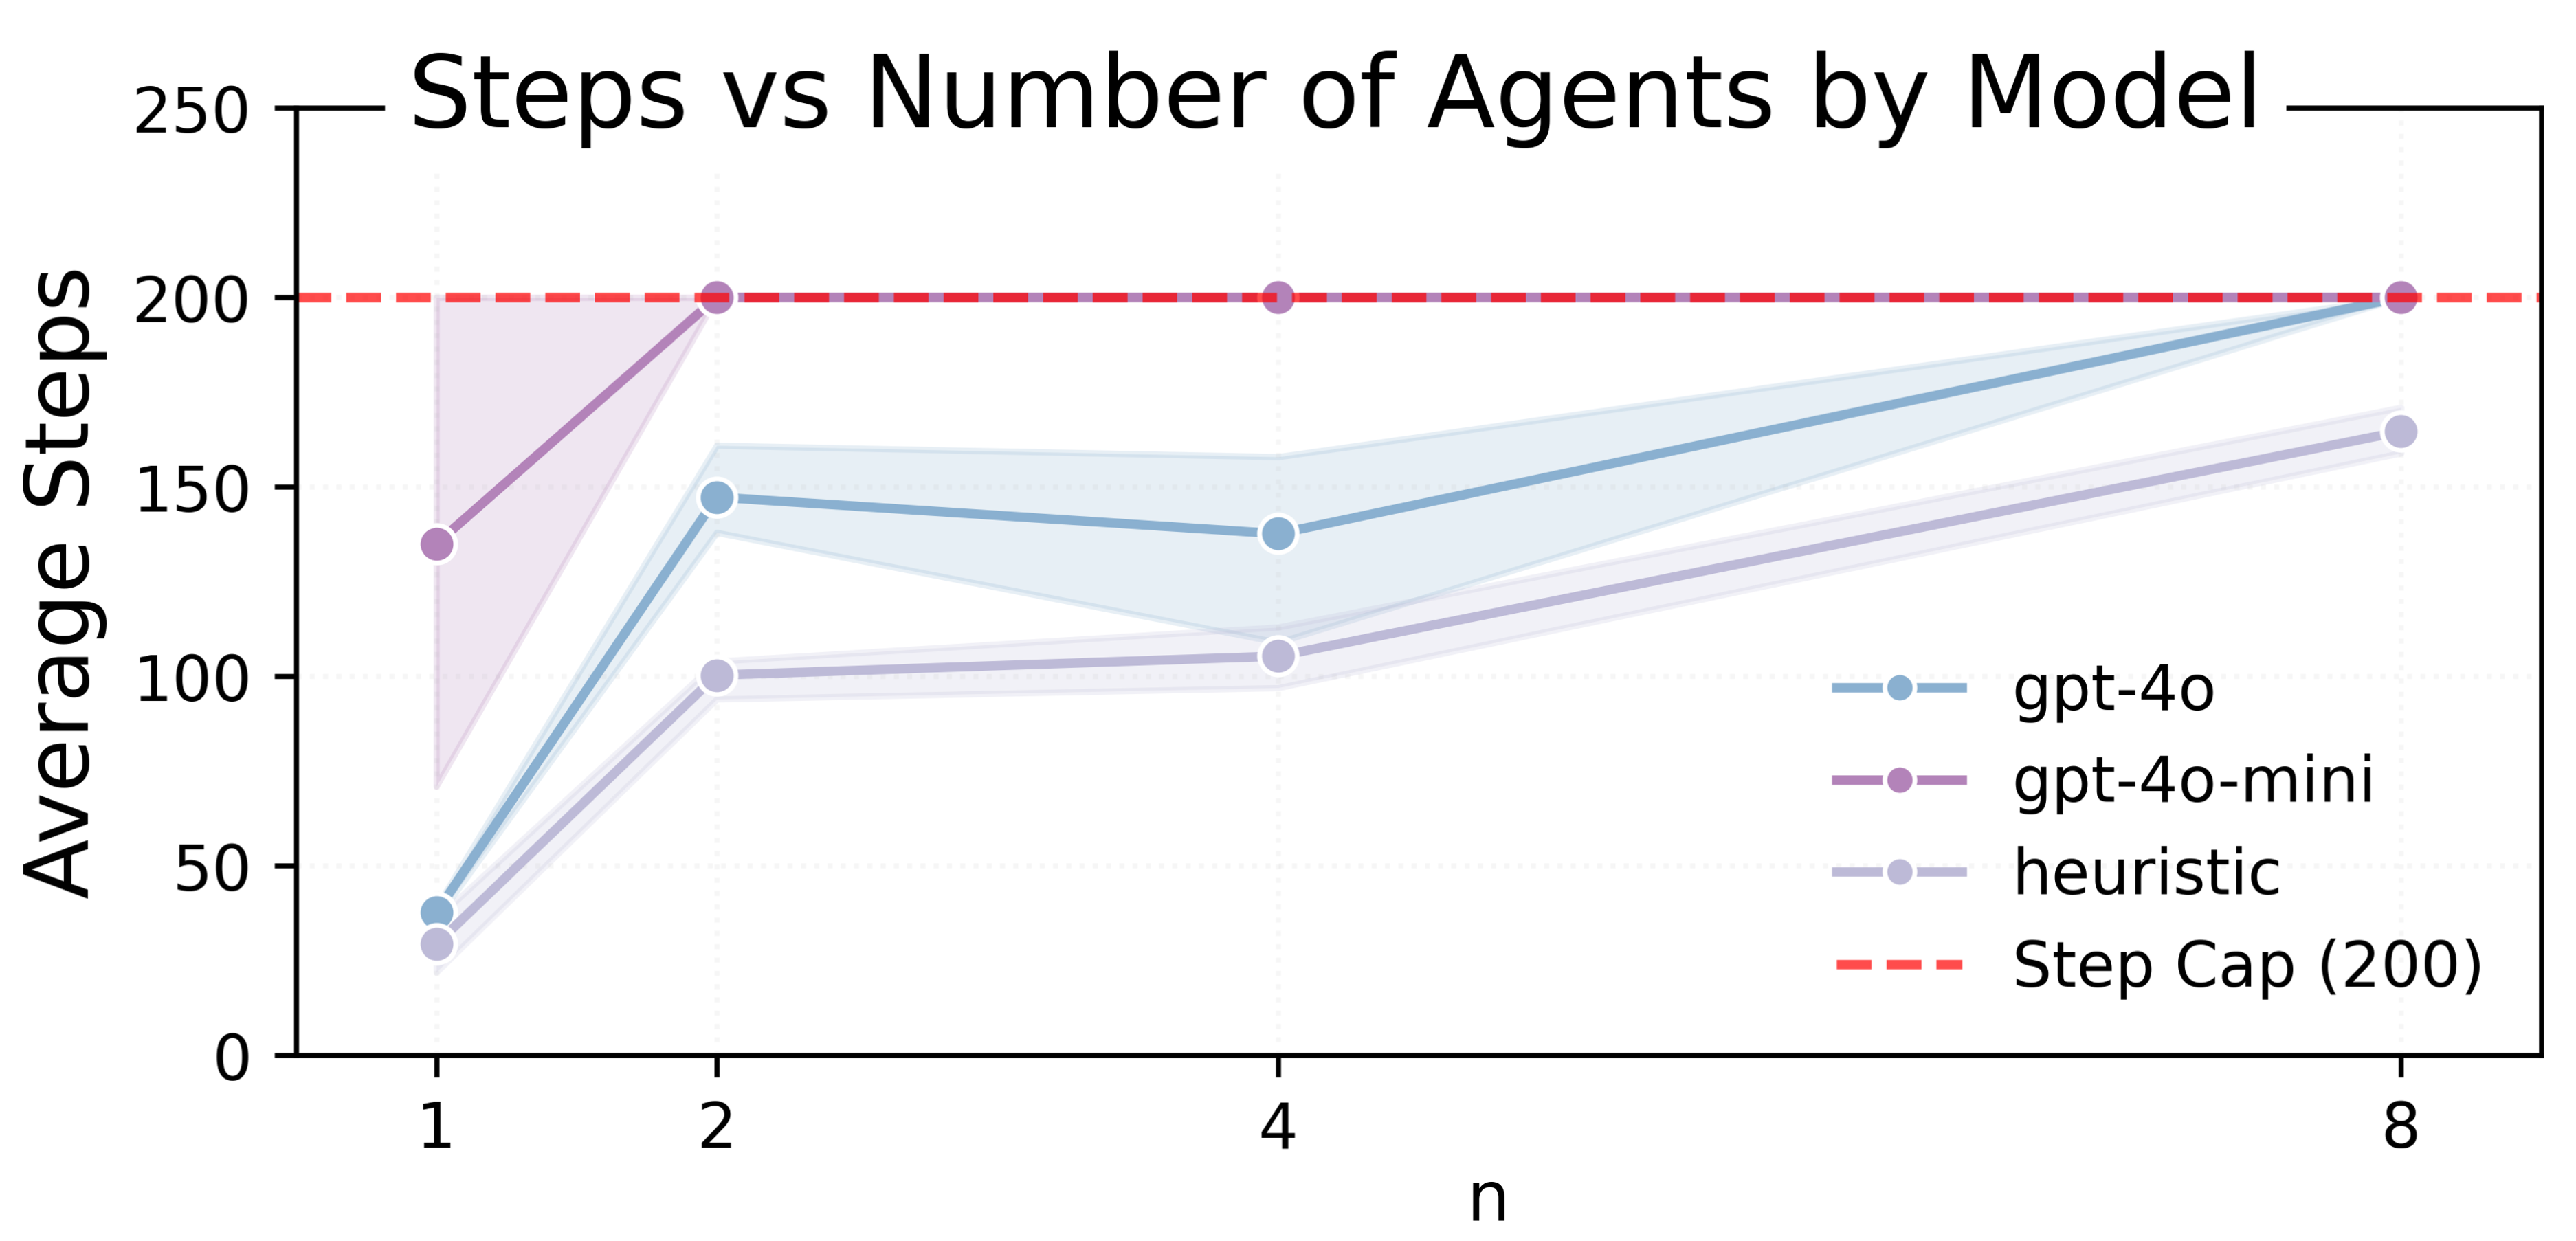 Steps vs Number of Agents by Model
Average Steps
250
200
150
100
50
0
1
2
4
8
n
gpt-4o
gpt-4o-mini
heuristic
Step Cap (200)